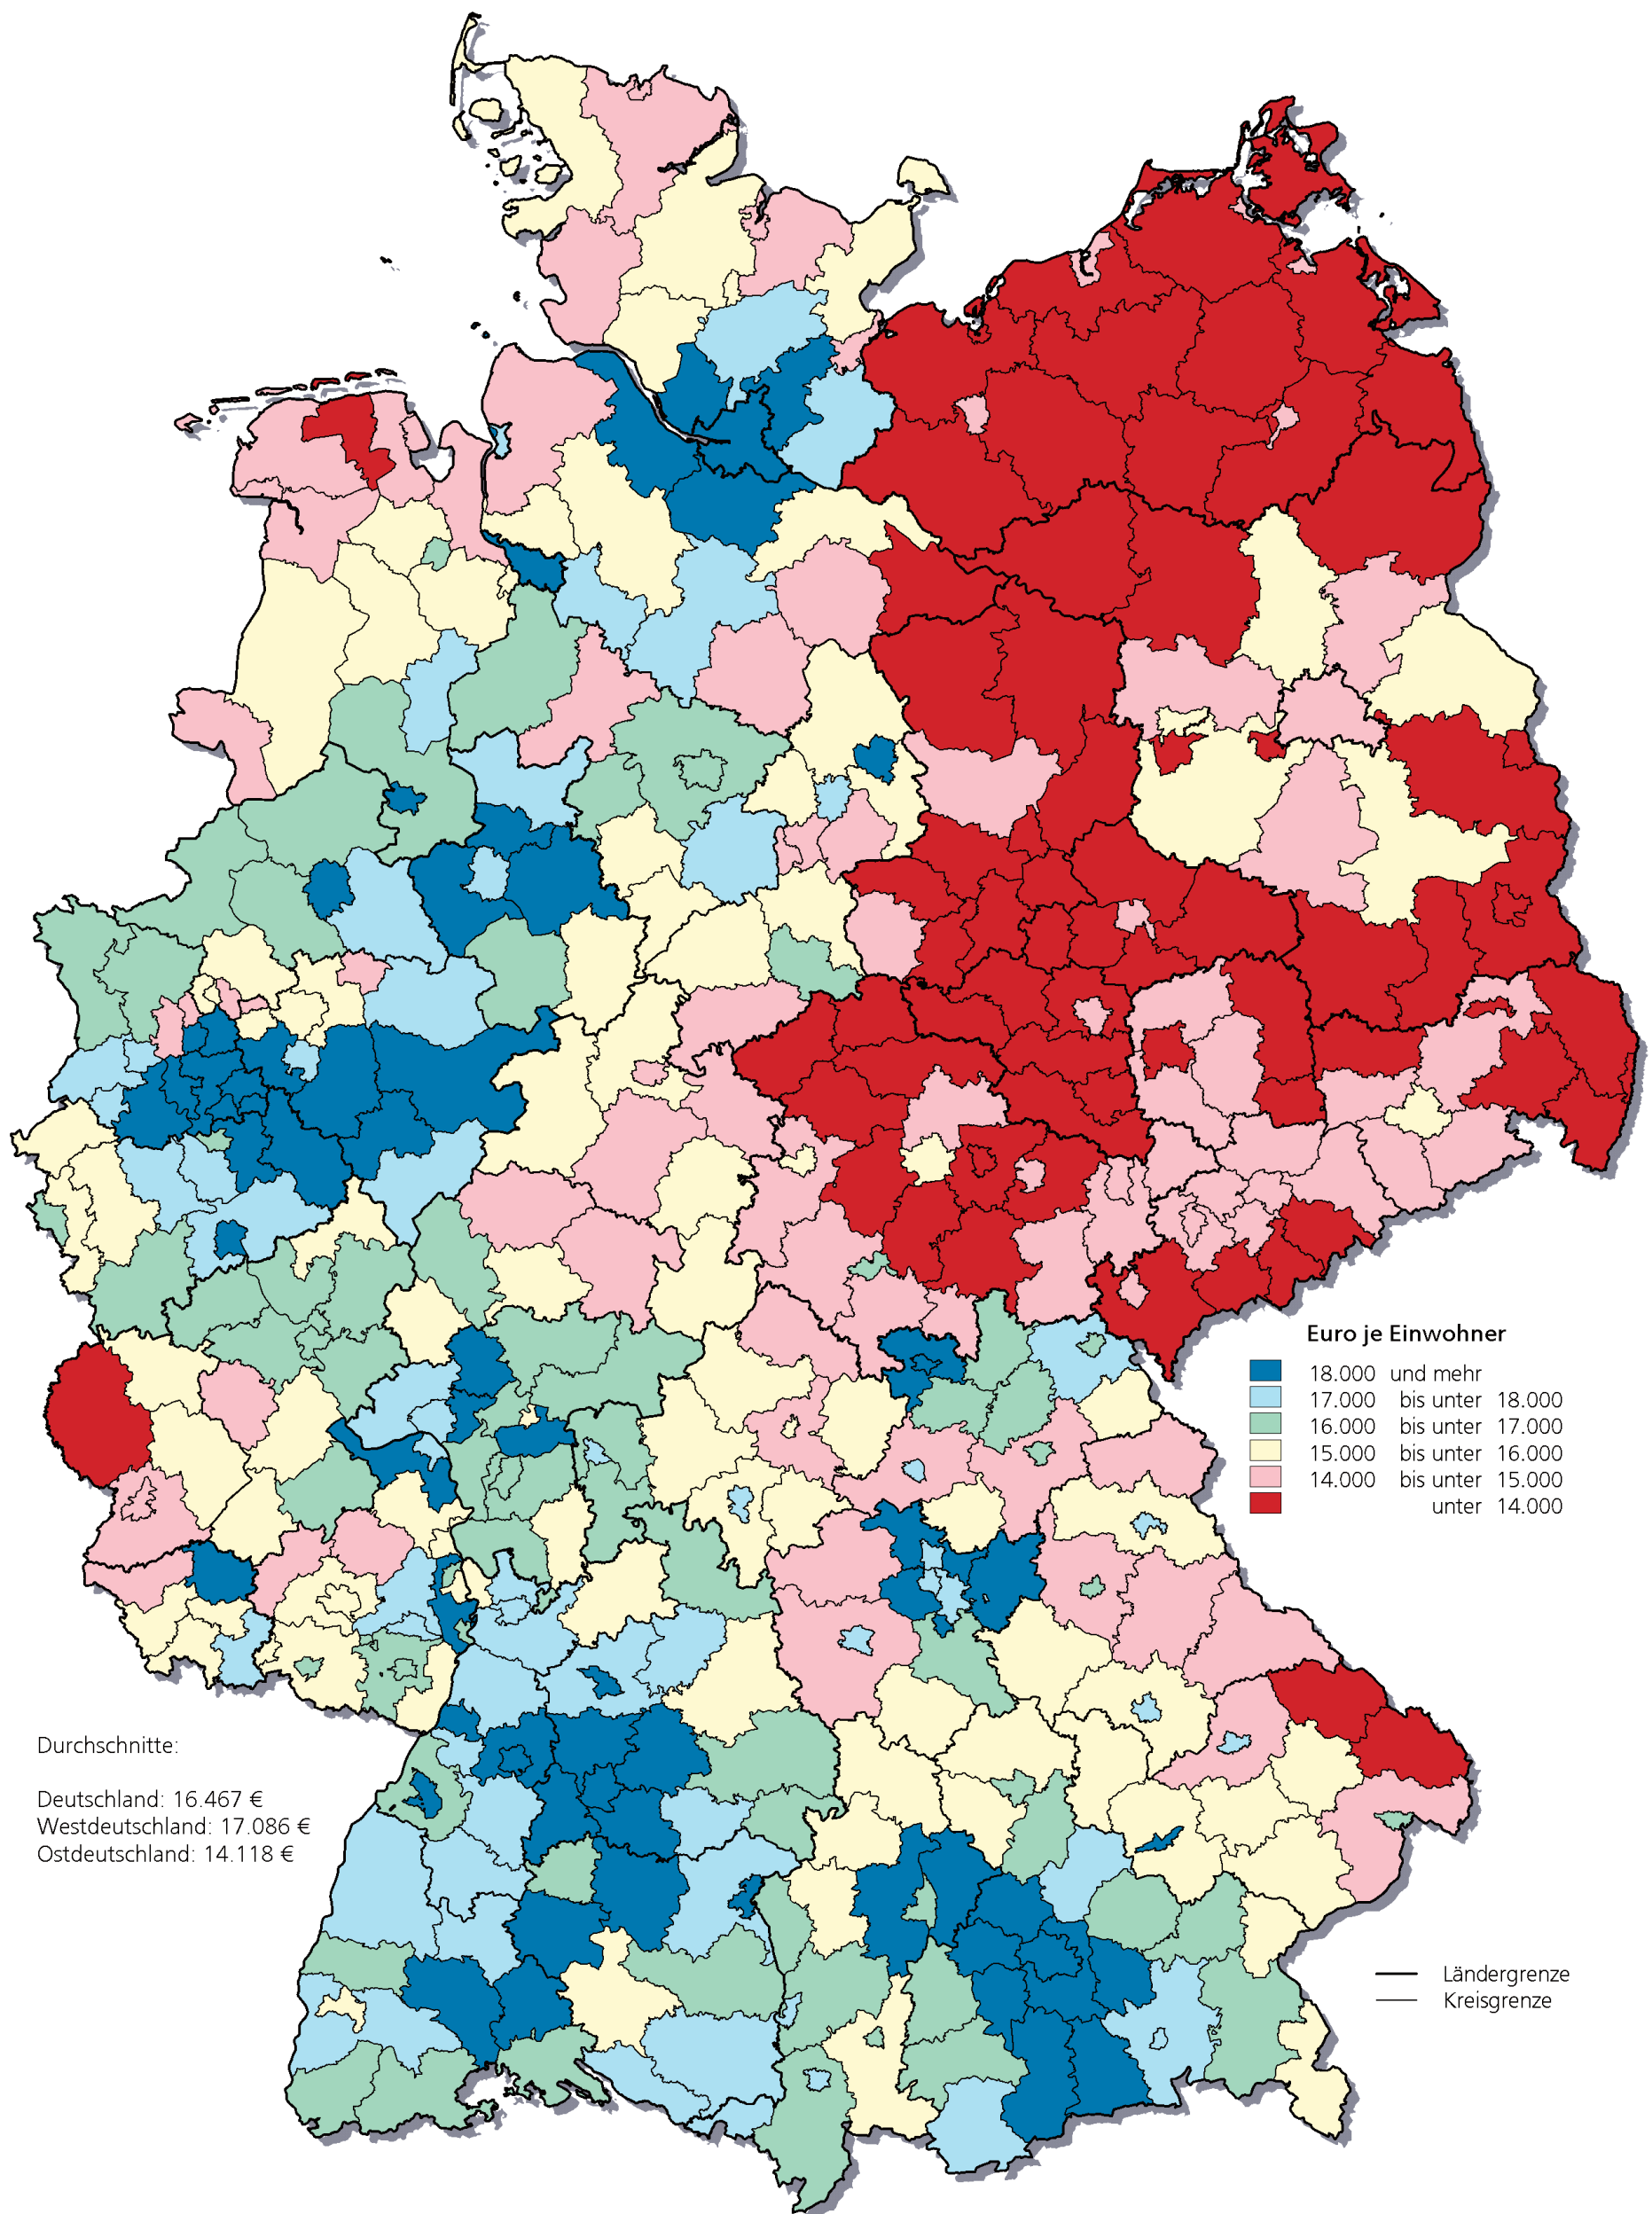 Euro je Einwohner
18.000 und mehr
17.000 bis unter 18.000
16.000 bis unter 17.000
15.000 bis unter 16.000
14.000 bis unter 15.000
unter 14.000
Durchschnitte:
Deutschland: 16.467 €
Westdeutschland: 17.086 €
Ostdeutschland: 14.118 €
Ländergrenze
Kreisgrenze